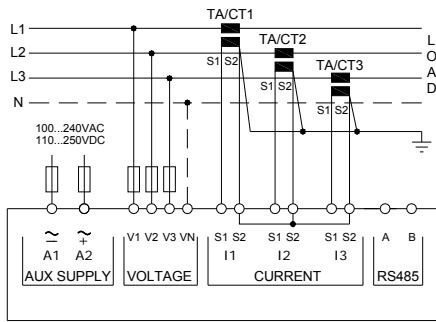 TA/CT1
L1
TA/CT2
L2
S1 S2
TA/CT3
L3
S1 S2
N
S1 S2
LOAD
100...240VAC
110...250VDC
V1 V2 V3 VN
S1 S2
S1 S2
S1 S2
A B
A1 A2
I1 I2 I3
AUX SUPPLY
VOLTAGE
CURRENT
RS485